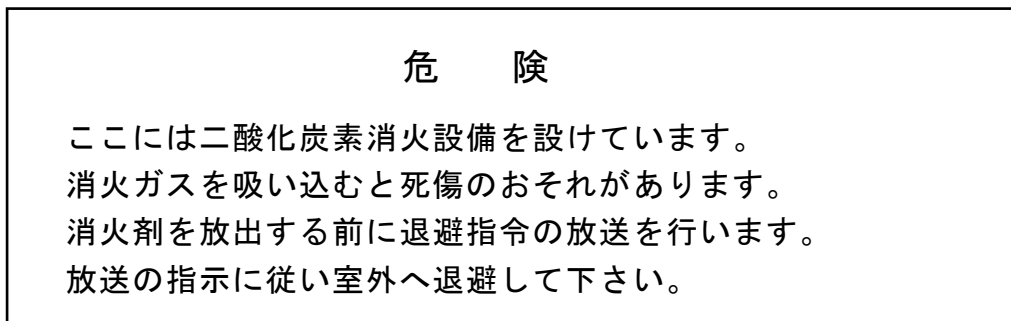 危　険
ここには二酸化炭素消火設備を設けています。
消火ガスを吸い込むと死傷のおそれがあります。
消火剤を放出する前に退避指令の放送を行います。
放送の指示に従い室外へ退避して下さい。